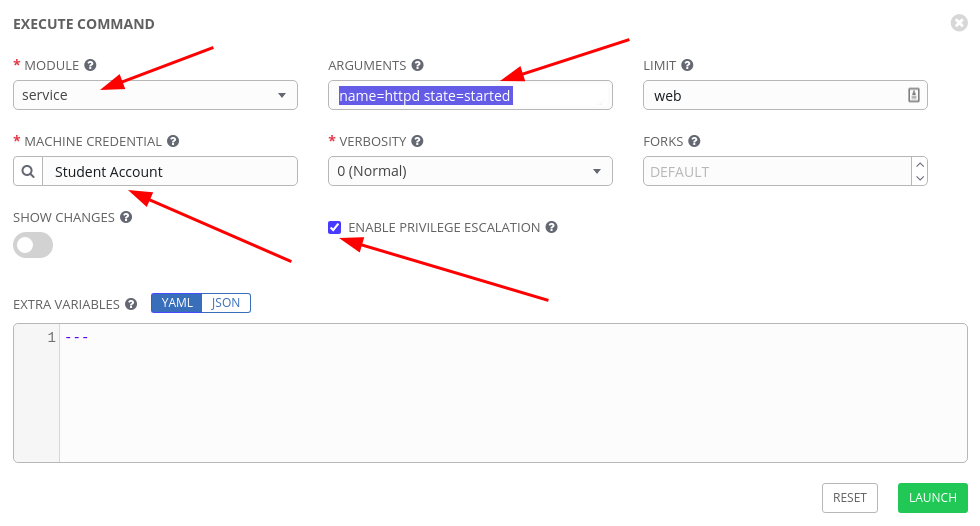 EXECUTE COMMAND
* MODULE ? ARGUMENTS ? LIMIT ?
service name=httpd state=started web
* MACHINE CREDENTIAL ? * VERBOSITY ? FORKS ?
Student Account 0 (Normal) DEFAULT
SHOW CHANGES ? ENABLE PRIVILEGE ESCALATION ?
EXTRA VARIABLES ? YAML JSON
1 ---
RESET LAUNCH